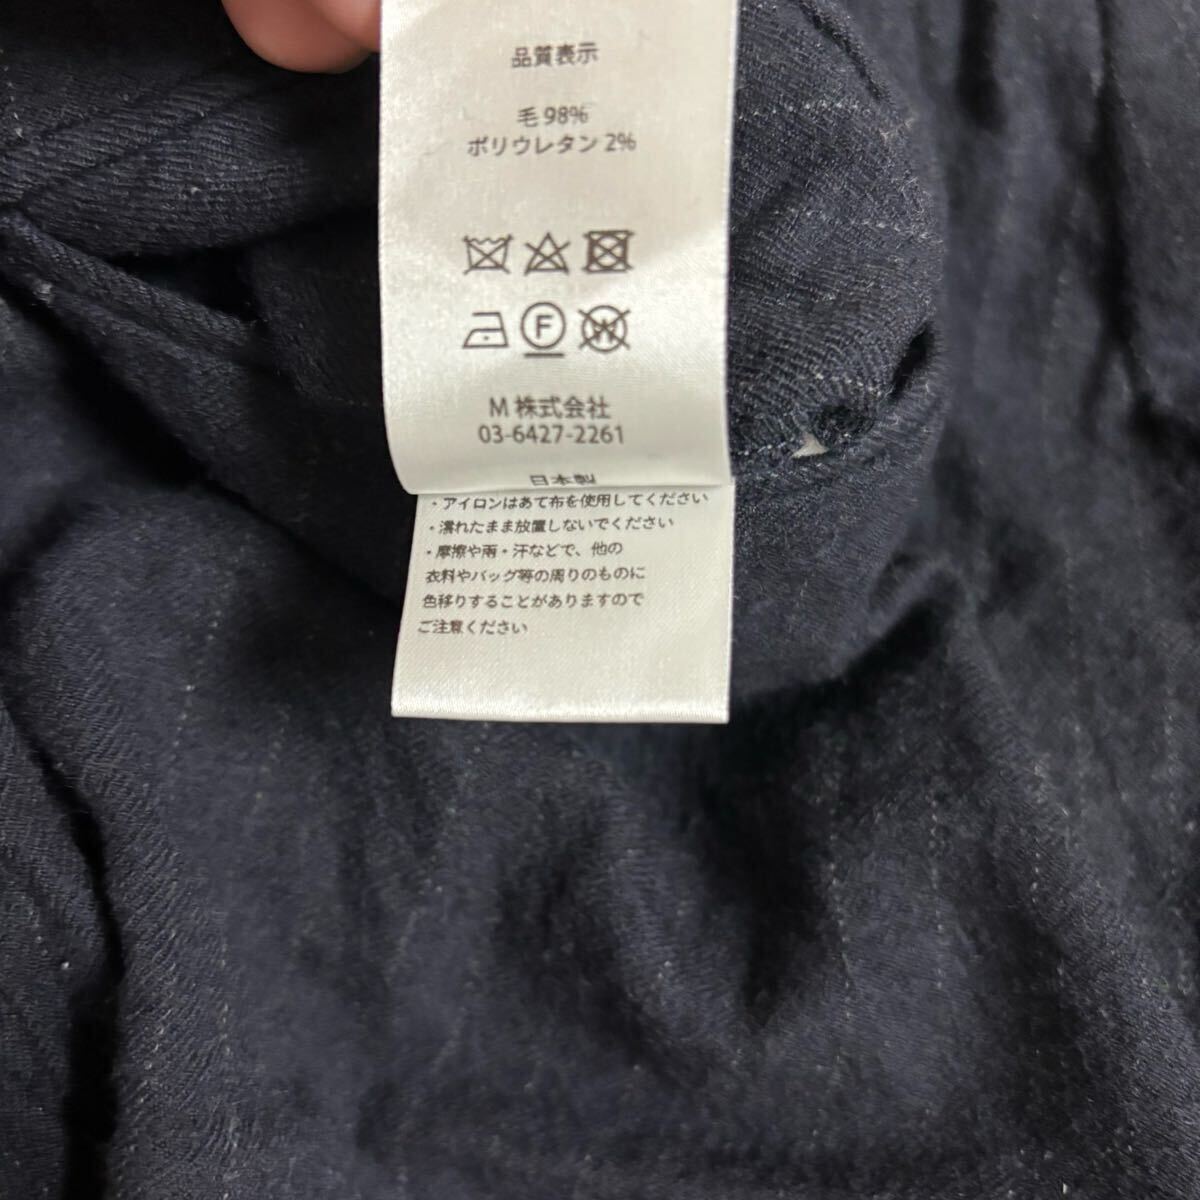 品質表示
毛 98%
ポリウレタン 2%
F
W
M 株式会社
03-6427-2261
日本製
・アイロンはあて布を使用してください
・濡れたまま放置しないでください
・摩擦や雨・汗などで、他の
衣料やバッグ等の周りのものに
色移りすることがありますので
ご注意ください